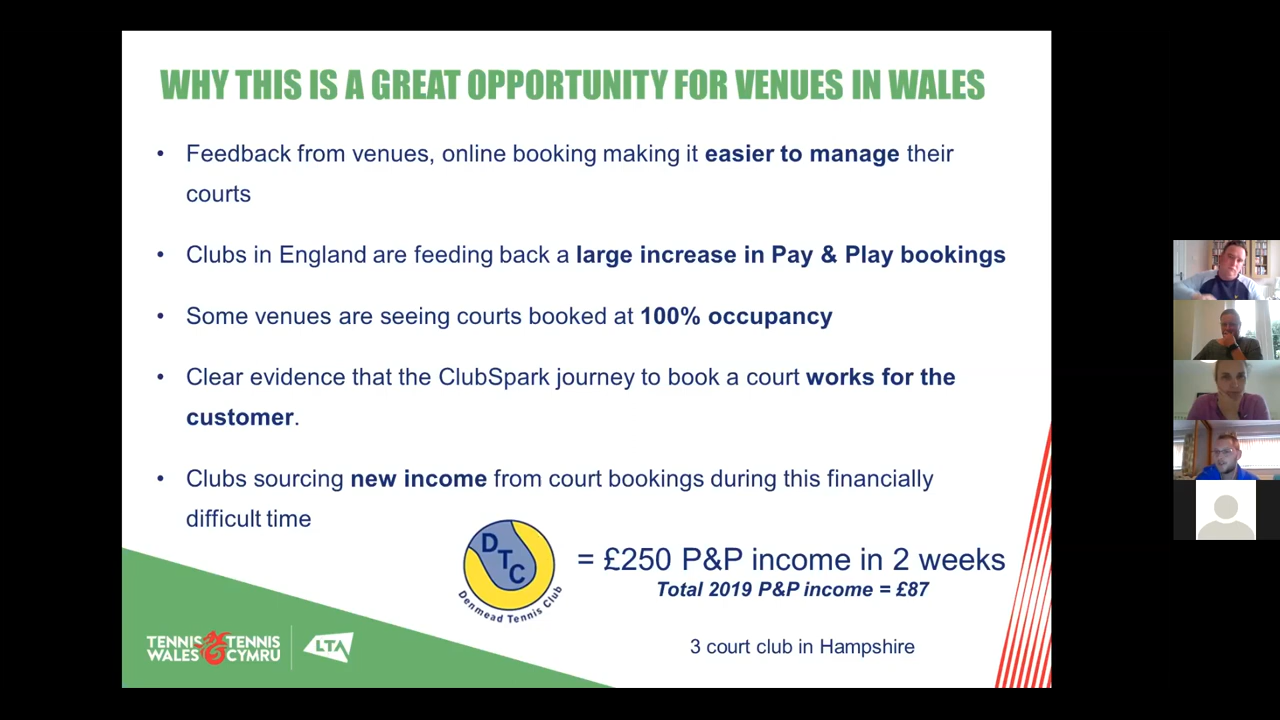 WHY THIS IS A GREAT OPPORTUNITY FOR VENUES IN WALES
• Feedback from venues, online booking making it easier to manage their
courts
• Clubs in England are feeding back a large increase in Pay & Play bookings
• Some venues are seeing courts booked at 100% occupancy
• Clear evidence that the ClubSpark journey to book a court works for the
customer.
• Clubs sourcing new income from court bookings during this financially
difficult time
DTC
Denmead Tennis Club
= £250 P&P income in 2 weeks
Total 2019 P&P income = £87
3 court club in Hampshire
TENNIS TENNIS
WALES CYMRU
LTA